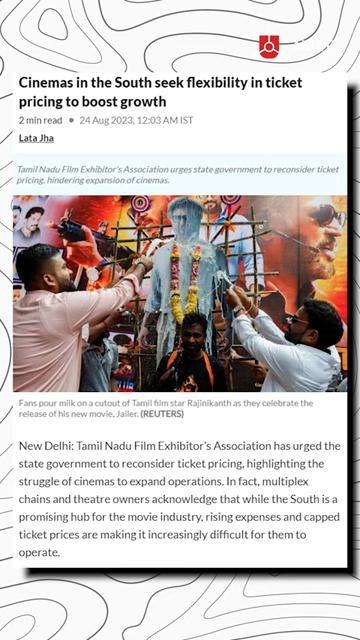 Cinemas in the South seek flexibility in ticket
pricing to boost growth
2 min read • 24 Aug 2023, 12:03 AM IST
Lata Jha
Tamil Nadu Film Exhibitor's Association urges state government to reconsider ticket
pricing, hindering expansion of cinemas.
Fans pour milk on a cutout of Tamil film star Rajinikanth as they celebrate the
release of his new movie, Jailer. (REUTERS)
New Delhi: Tamil Nadu Film Exhibitor's Association has urged the
state government to reconsider ticket pricing, highlighting the
struggle of cinemas to expand operations. In fact, multiplex
chains and theatre owners acknowledge that while the South is a
promising hub for the movie industry, rising expenses and capped
ticket prices are making it increasingly difficult for them to
operate.